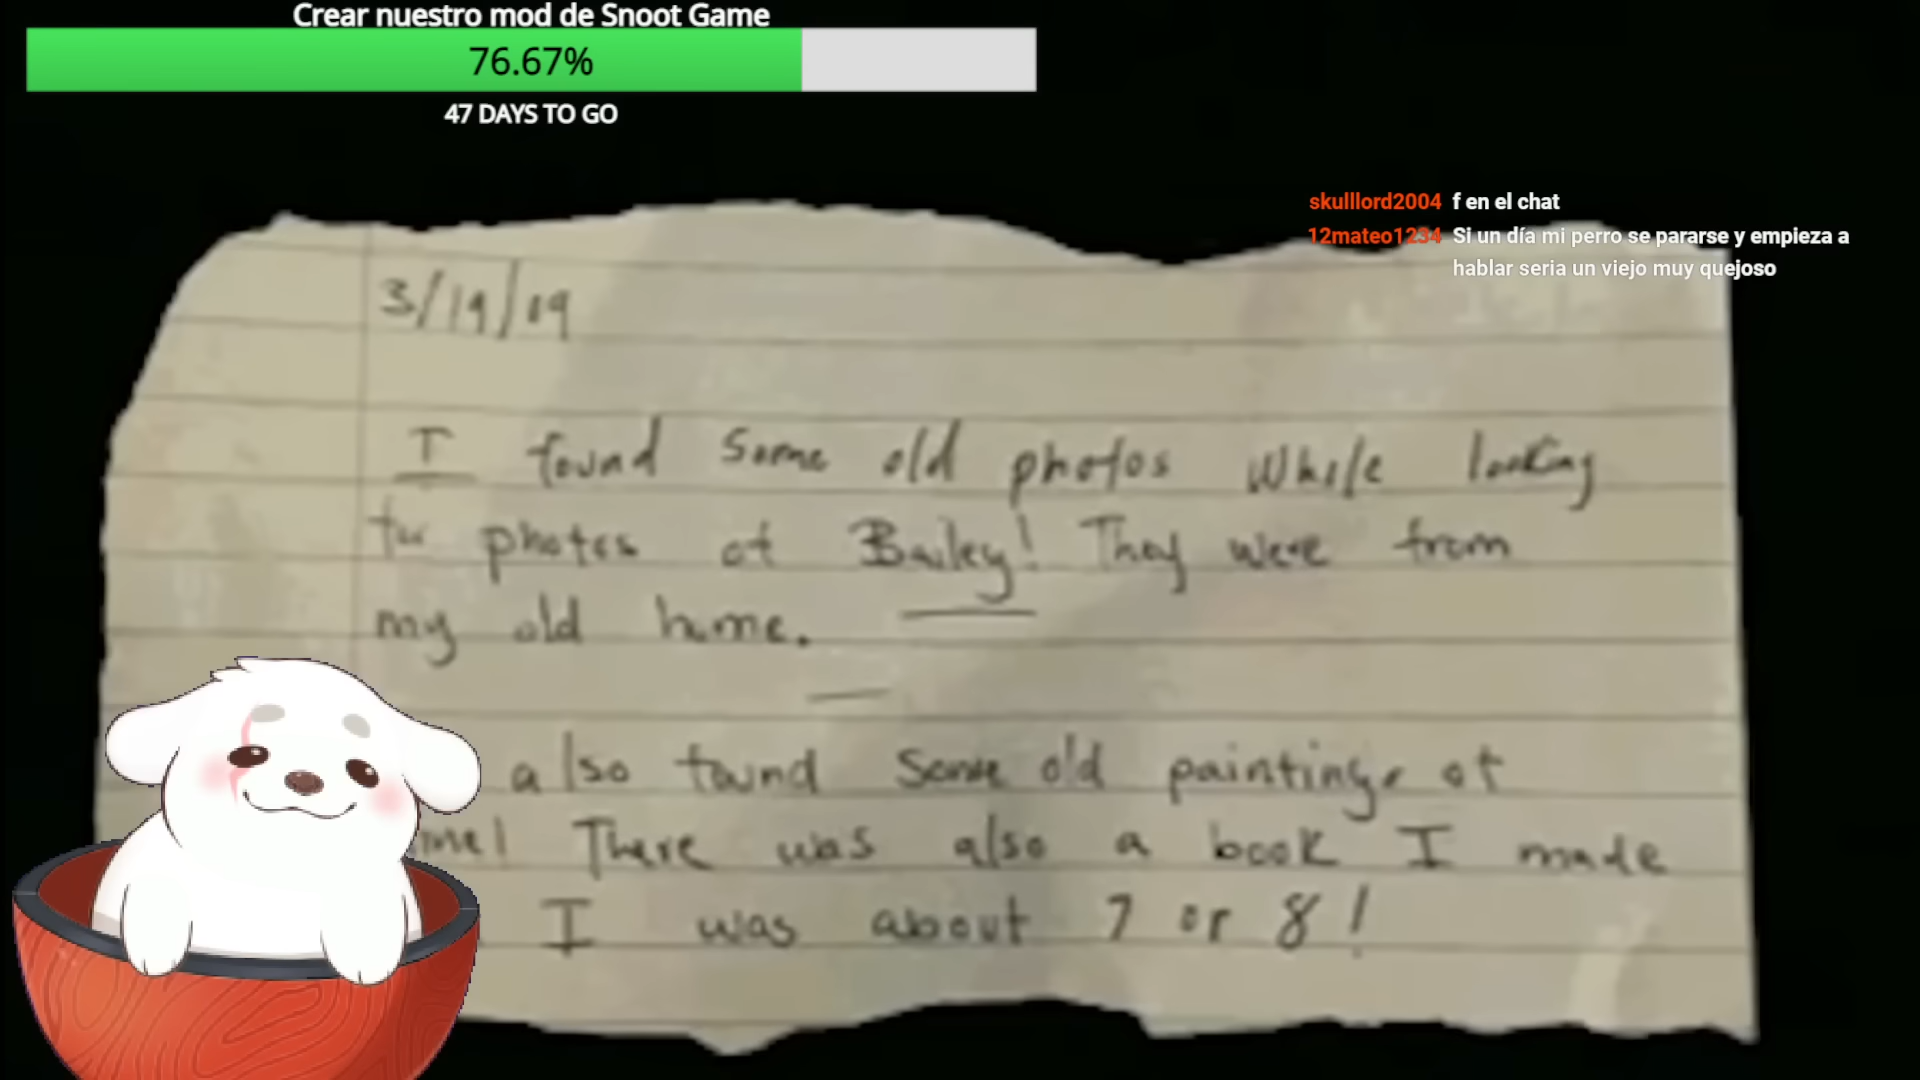 Crear nuestro mod de Snoot Game
76.67%
47 DAYS TO GO
skulllord2004 f en el chat
12mateo1234 Si un día mi perro se pararse y empieza a
hablar seria un viejo muy quejoso
3/19/09
I found some old photos while looking
for photos of Bailey! They were from
my old home.
also found some old paintings of
me! There was also a book I made
I was about 7 or 8!